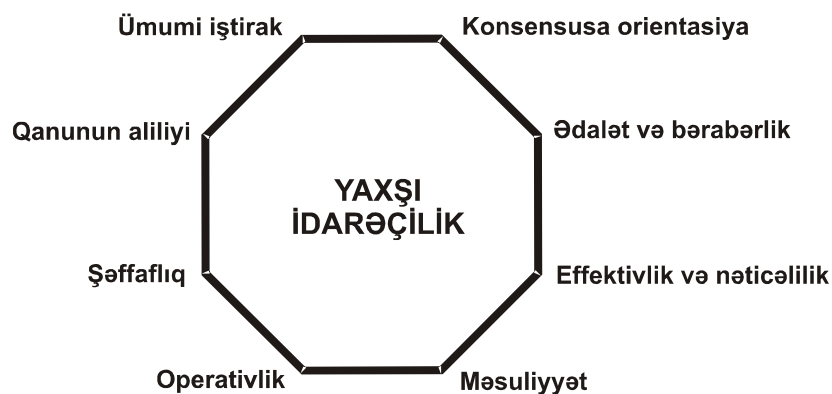 Ümumi iştirak
Konsensusa orientasiya
Qanunun aliliyi
Ədalət və bərabərlik
YAXŞI
İDARƏÇİLİK
Şəffaflıq
Effektivlik və nəticəlilik
Operativlik
Məsuliyyət